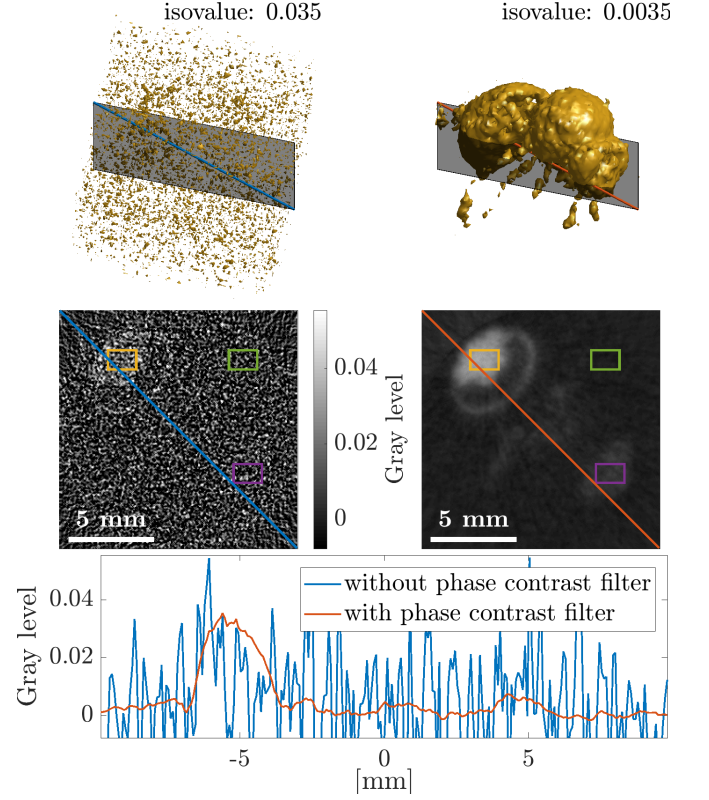 isovalue: 0.035
isovalue: 0.0035
0.04
0.02
0
Gray level
5 mm
5 mm
Gray level
0.04
0.02
0
without phase contrast filter
with phase contrast filter
-5
0
5
[mm]